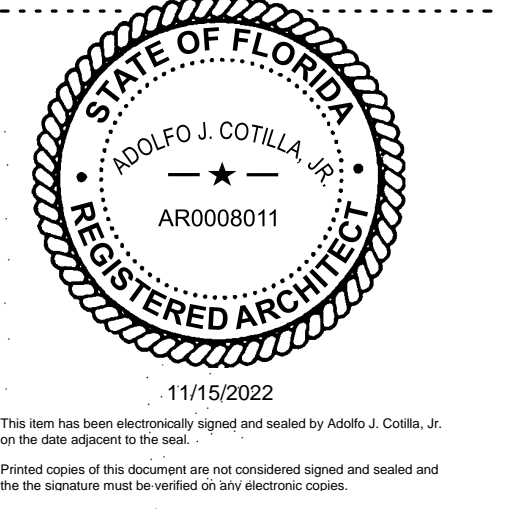 STATE OF FLORIDA
ADOLFO J. COTILLA, JR.
AR0008011
REGISTERED ARCHITECT
11/15/2022
This item has been electronically signed and sealed by Adolfo J. Cotilla, Jr.
on the date adjacent to the seal.
Printed copies of this document are not considered signed and sealed and
the the signature must be verified on any electronic copies.